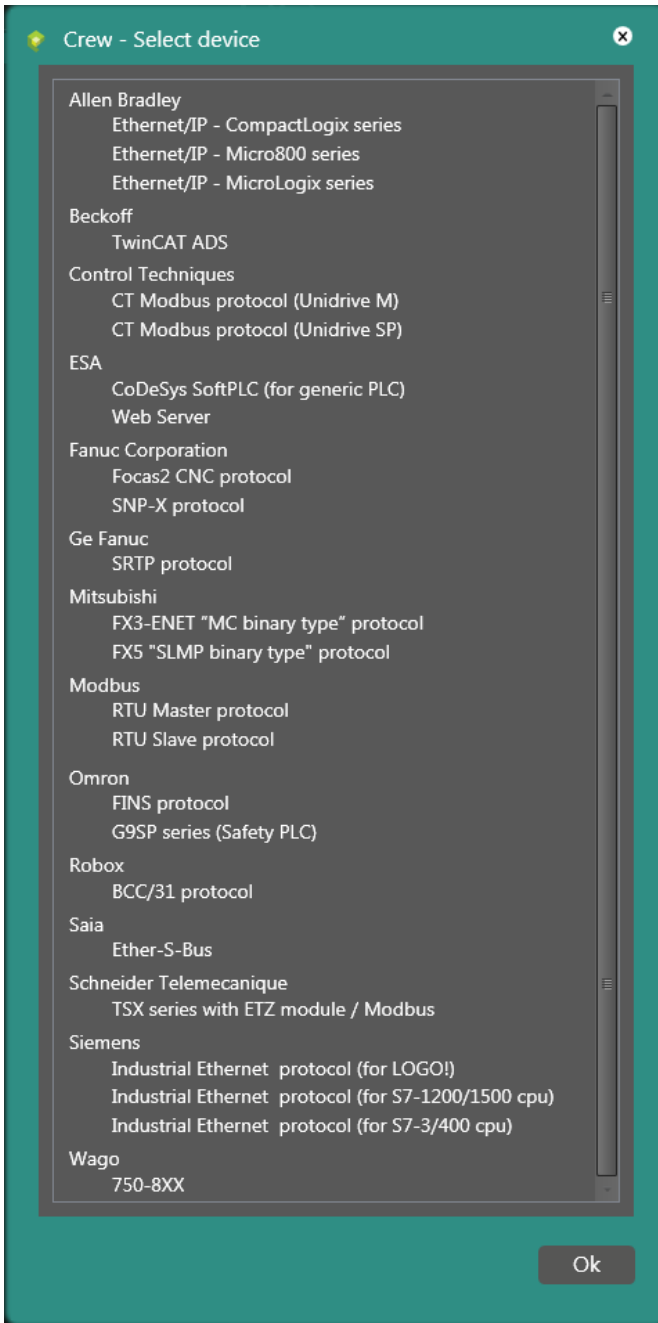 Crew - Select device
Allen Bradley
Ethernet/IP - CompactLogix series
Ethernet/IP - Micro800 series
Ethernet/IP - MicroLogix series
Beckoff
TwinCAT ADS
Control Techniques
CT Modbus protocol (Unidrive M)
CT Modbus protocol (Unidrive SP)
ESA
CoDeSys SoftPLC (for generic PLC)
Web Server
Fanuc Corporation
Focas2 CNC protocol
SNP-X protocol
Ge Fanuc
SRTP protocol
Mitsubishi
FX3-ENET “MC binary type” protocol
FX5 "SLMP binary type" protocol
Modbus
RTU Master protocol
RTU Slave protocol
Omron
FINS protocol
G9SP series (Safety PLC)
Robox
BCC/31 protocol
Saia
Ether-S-Bus
Schneider Telemecanique
TSX series with ETZ module / Modbus
Siemens
Industrial Ethernet  protocol (for LOGO!)
Industrial Ethernet  protocol (for S7-1200/1500 cpu)
Industrial Ethernet  protocol (for S7-3/400 cpu)
Wago
750-8XX
Ok